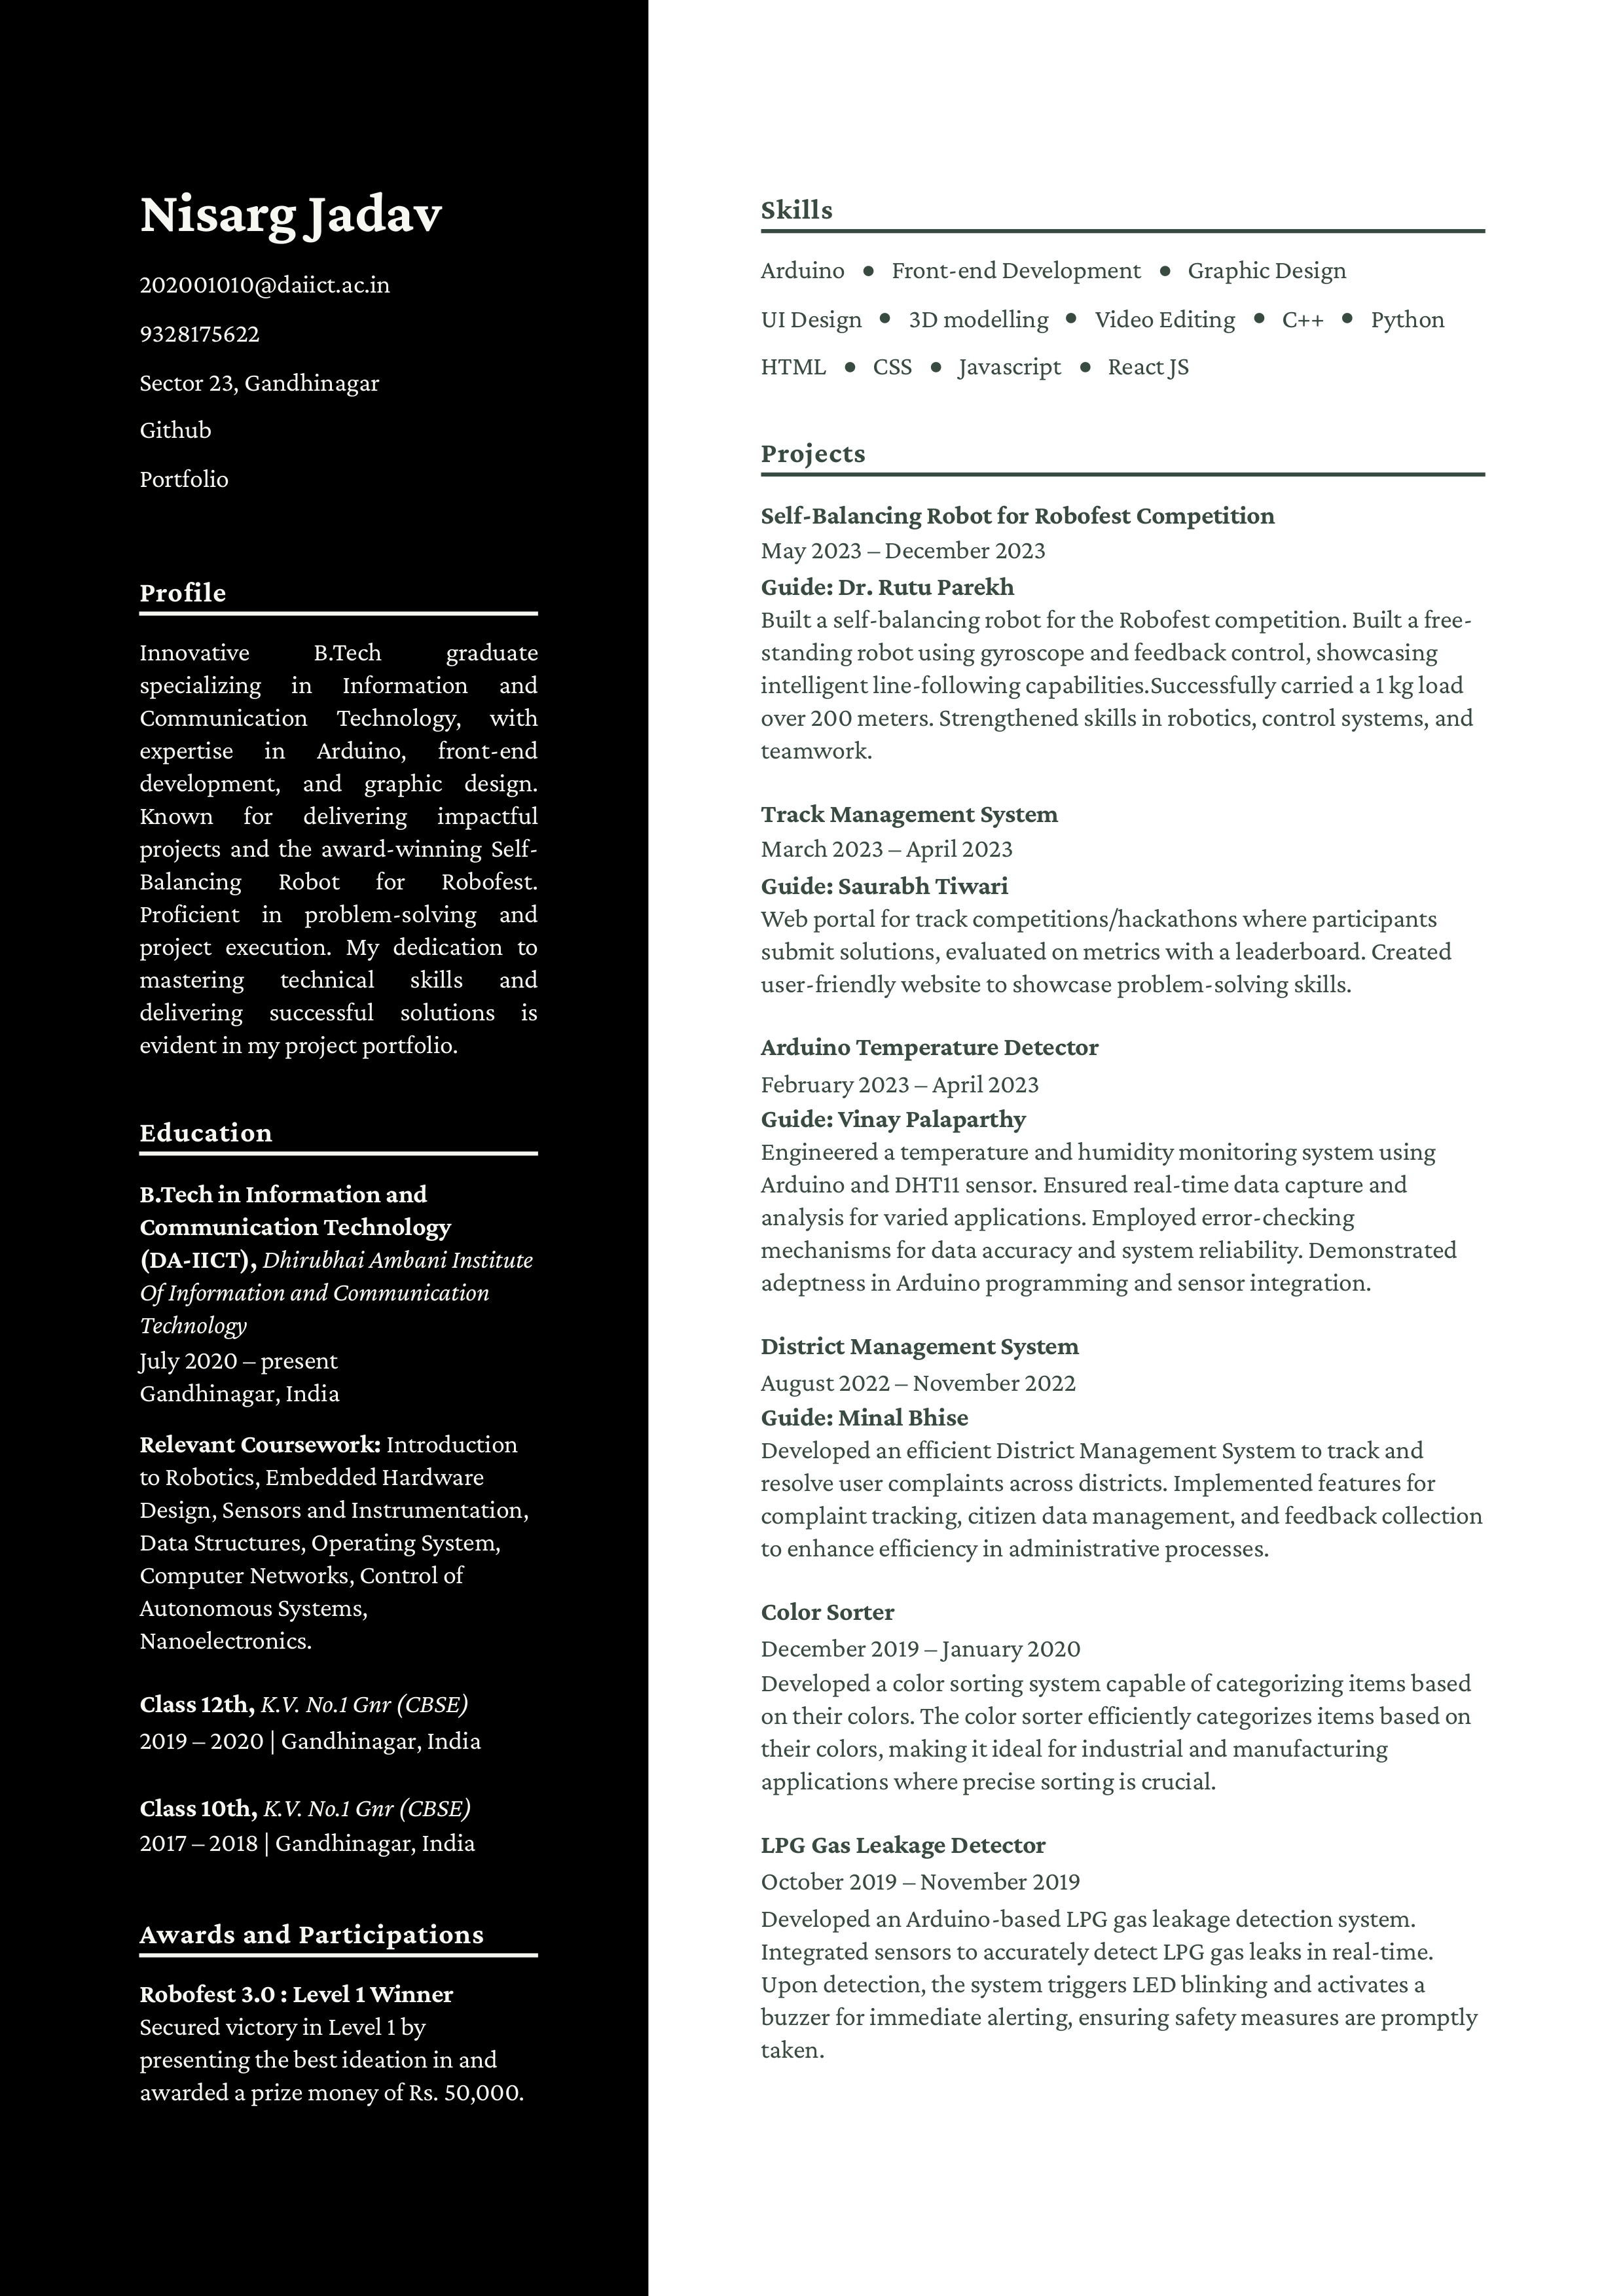 Nisarg Jadav
202001010@daiict.ac.in
9328175622
Sector 23, Gandhinagar
Github
Portfolio
Profile
Innovative B.Tech graduate
specializing in Information and
Communication Technology, with
expertise in Arduino, front-end
development, and graphic design.
Known for delivering impactful
projects and the award-winning Self-
Balancing Robot for Robofest.
Proficient in problem-solving and
project execution. My dedication to
mastering technical skills and
delivering successful solutions is
evident in my project portfolio.
Education
B.Tech in Information and
Communication Technology
(DA-IICT), Dhirubhai Ambani Institute
Of Information and Communication
Technology
July 2020 – present
Gandhinagar, India
Relevant Coursework: Introduction
to Robotics, Embedded Hardware
Design, Sensors and Instrumentation,
Data Structures, Operating System,
Computer Networks, Control of
Autonomous Systems,
Nanoelectronics.
Class 12th, K.V. No.1 Gnr (CBSE)
2019 – 2020 | Gandhinagar, India
Class 10th, K.V. No.1 Gnr (CBSE)
2017 – 2018 | Gandhinagar, India
Awards and Participations
Robofest 3.0 : Level 1 Winner
Secured victory in Level 1 by
presenting the best ideation in and
awarded a prize money of Rs. 50,000.
Skills
Arduino ● Front-end Development ● Graphic Design
UI Design ● 3D modelling ● Video Editing ● C++ ● Python
HTML ● CSS ● Javascript ● React JS
Projects
Self-Balancing Robot for Robofest Competition
May 2023 – December 2023
Guide: Dr. Rutu Parekh
Built a self-balancing robot for the Robofest competition. Built a free-
standing robot using gyroscope and feedback control, showcasing
intelligent line-following capabilities.Successfully carried a 1 kg load
over 200 meters. Strengthened skills in robotics, control systems, and
teamwork.
Track Management System
March 2023 – April 2023
Guide: Saurabh Tiwari
Web portal for track competitions/hackathons where participants
submit solutions, evaluated on metrics with a leaderboard. Created
user-friendly website to showcase problem-solving skills.
Arduino Temperature Detector
February 2023 – April 2023
Guide: Vinay Palaparthy
Engineered a temperature and humidity monitoring system using
Arduino and DHT11 sensor. Ensured real-time data capture and
analysis for varied applications. Employed error-checking
mechanisms for data accuracy and system reliability. Demonstrated
adeptness in Arduino programming and sensor integration.
District Management System
August 2022 – November 2022
Guide: Minal Bhise
Developed an efficient District Management System to track and
resolve user complaints across districts. Implemented features for
complaint tracking, citizen data management, and feedback collection
to enhance efficiency in administrative processes.
Color Sorter
December 2019 – January 2020
Developed a color sorting system capable of categorizing items based
on their colors. The color sorter efficiently categorizes items based on
their colors, making it ideal for industrial and manufacturing
applications where precise sorting is crucial.
LPG Gas Leakage Detector
October 2019 – November 2019
Developed an Arduino-based LPG gas leakage detection system.
Integrated sensors to accurately detect LPG gas leaks in real-time.
Upon detection, the system triggers LED blinking and activates a
buzzer for immediate alerting, ensuring safety measures are promptly
taken.